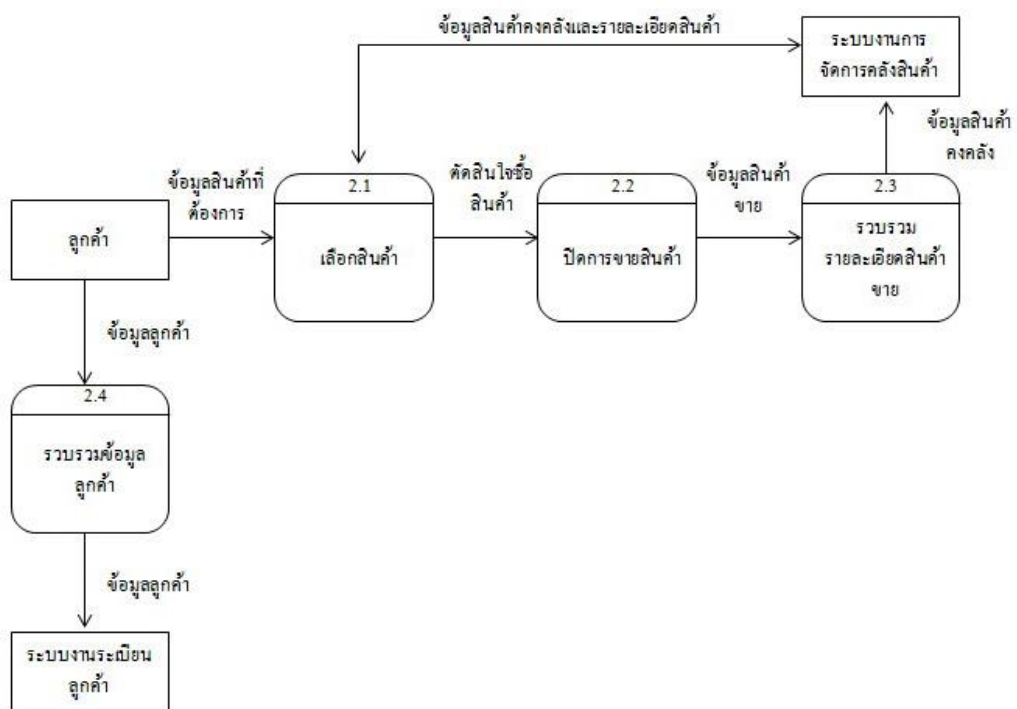 ข้อมูลสินค้าคงคลังและรายละเอียดสินค้า
ระบบงานการ
จัดการคลังสินค้า
ข้อมูลสินค้า
คงคลัง
ข้อมูลสินค้าที่
ต้องการ
ตัดสินใจซื้อ
สินค้า
ข้อมูลสินค้า
ขาย
ลูกค้า
2.1
เลือกสินค้า
2.2
ปิดการขายสินค้า
2.3
รวบรวม
รายละเอียดสินค้า
ขาย
ข้อมูลลูกค้า
2.4
รวบรวมข้อมูล
ลูกค้า
ข้อมูลลูกค้า
ระบบงานระเบียน
ลูกค้า